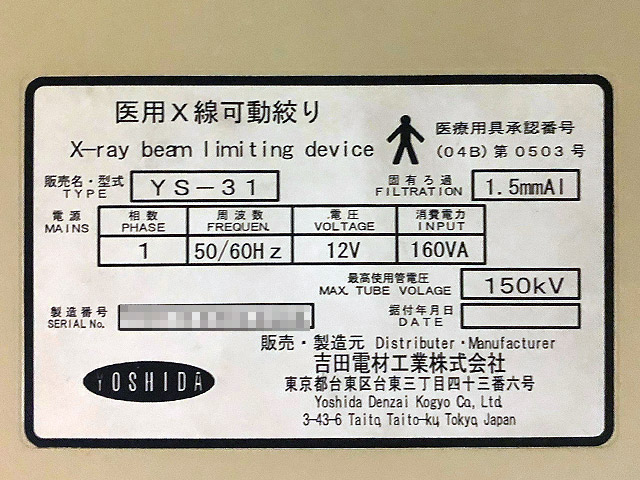 医用X線可動絞り
X-ray beam limiting device
医療用具承認番号
(04B) 第0503号
販売名・型式
TYPE
YS-31
固有ろ過
FILTRATION
1.5mmAl
電源
MAINS
相数
PHASE
周波数
FREQUEN.
電圧
VOLTAGE
消費電力
INPUT
1
50/60Hz
12V
160VA
最高使用管電圧
MAX. TUBE VOLAGE
150kV
製造番号
SERIAL No.
据付年月日
DATE
販売・製造元 Distributer・Manufacturer
吉田電材工業株式会社
東京都台東区台東三丁目四十三番六号
Yoshida Denzai Kogyo Co., Ltd.
3-43-6 Taito, Taito-ku, Tokyo, Japan
YOSHIDA